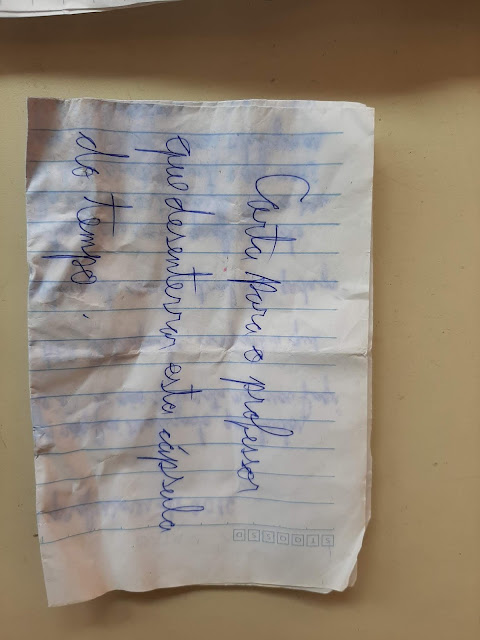 Carta para o professor
que desenterrar esta cápsula
do tempo.
S T Q Q S S D